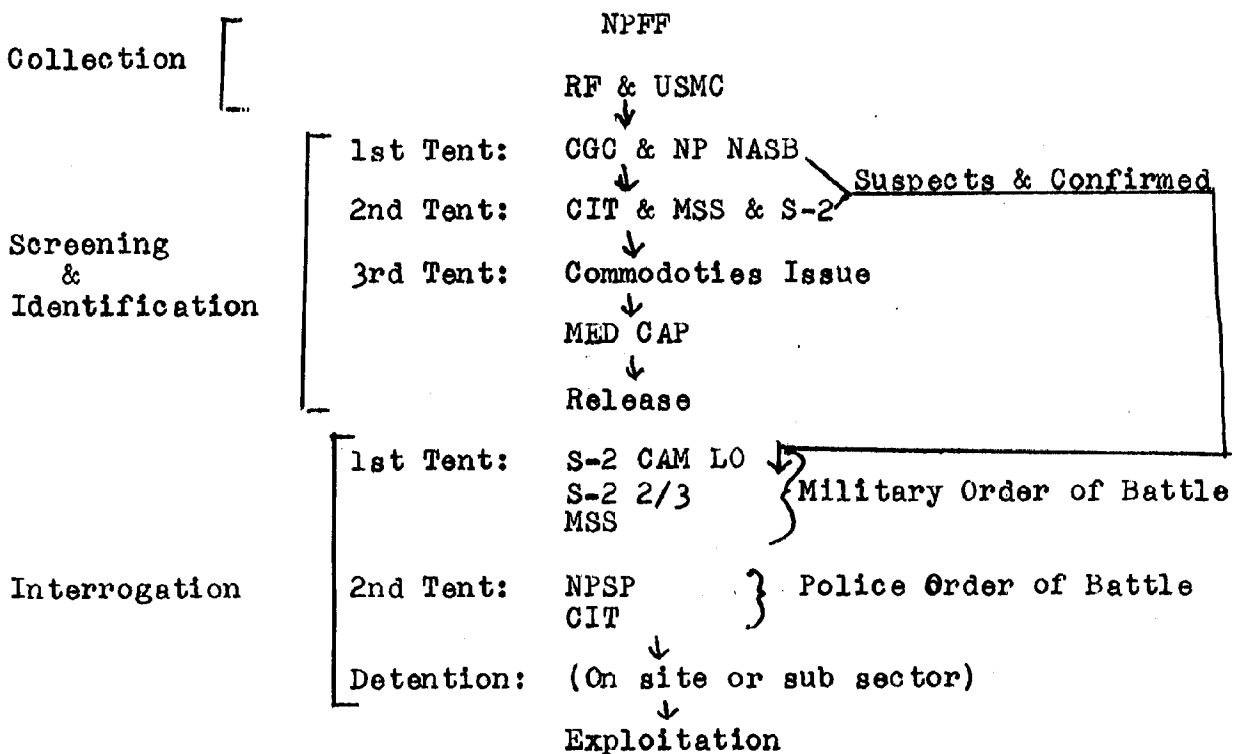 NPFF
Collection
RF & USMC
1st Tent: CGC & NP NASB
Suspects & Confirmed
2nd Tent: CIT & MSS & S-2
Screening
&
Identification
3rd Tent: Commodoties Issue
MED CAP
Release
1st Tent: S-2 CAM LO
S-2 2/3
MSS
Military Order of Battle
Interrogation
2nd Tent: NPSP
CIT
Police Order of Battle
Detention: (On site or sub sector)
Exploitation